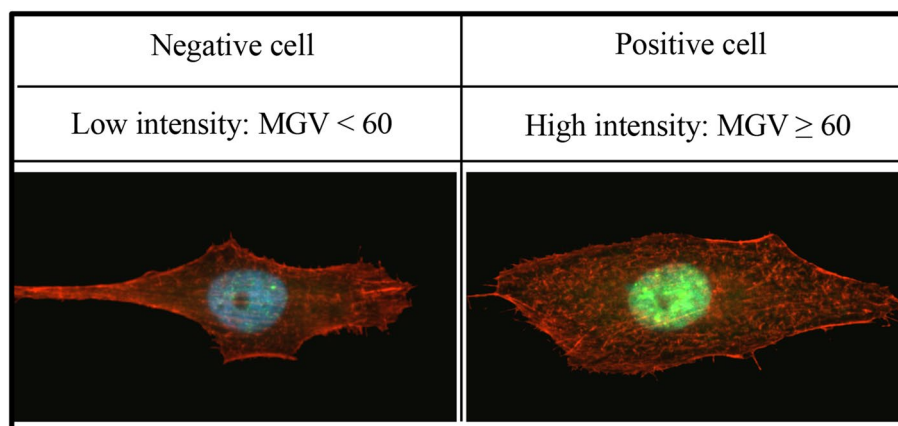 Negative cell
Positive cell
Low intensity: MGV < 60
High intensity: MGV ≥ 60